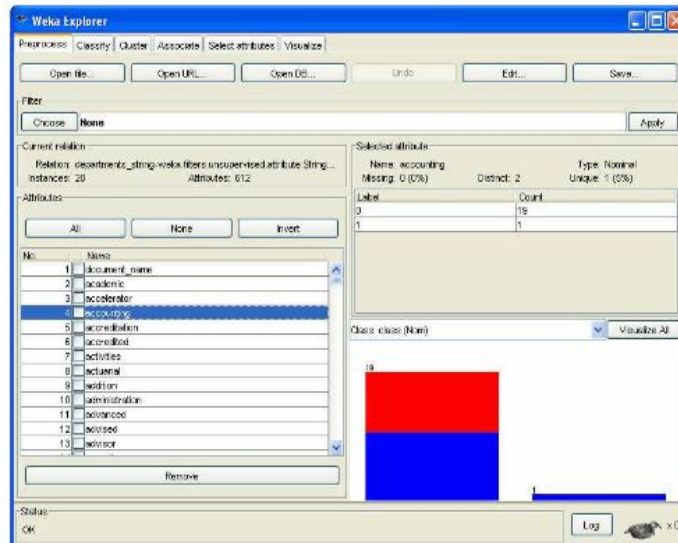 Weka Explorer
Preprocess Classify Cluster Associate Select attributes Visualize
Open file... Open URL... Open DB... Undo Edit... Save...
Filter
Choose None Apply
Current relation
Relation: departments_string-weka.filters.unsupervised.attribute.String...
Instances: 20 Attributes: 612
Selected attribute
Name: accounting Type: Nominal
Missing: 0 (0%) Distinct: 2 Unique: 1 (5%)
Label Count
0 19
1 1
Attributes
All None Invert
No. Name
1 document_name
2 academic
3 accelerator
4 accounting
5 accreditation
6 accredited
7 activities
8 actuarial
9 addition
10 administration
11 advanced
12 advised
13 advisor
Remove
Class: class (Nom) Visualize All
19
1
Status
OK
Log x 0